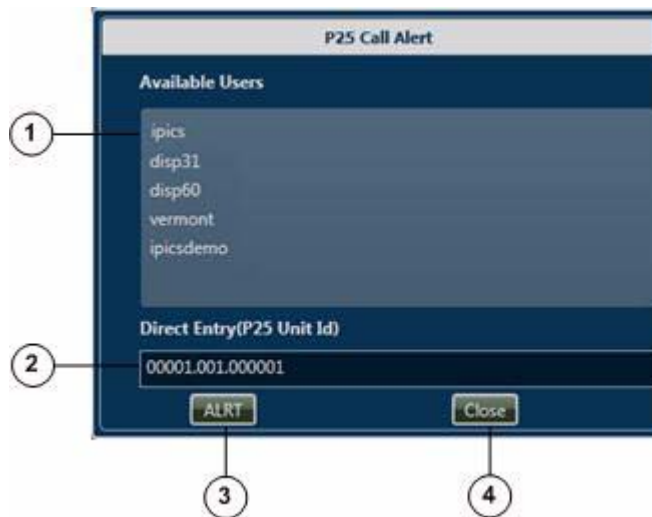 P25 Call Alert
Available Users
1
ipics
disp31
disp60
vermont
ipicsdemo
Direct Entry(P25 Unit Id)
2
00001.001.000001
ALRT
Close
3
4